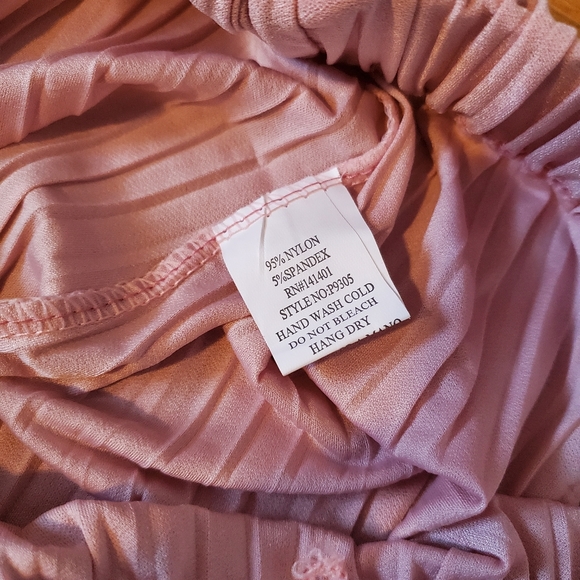 95% NYLON
5%SPANDEX
RN#141401
STYLE NO:P9305
HAND WASH COLD
DO NOT BLEACH
HANG DRY